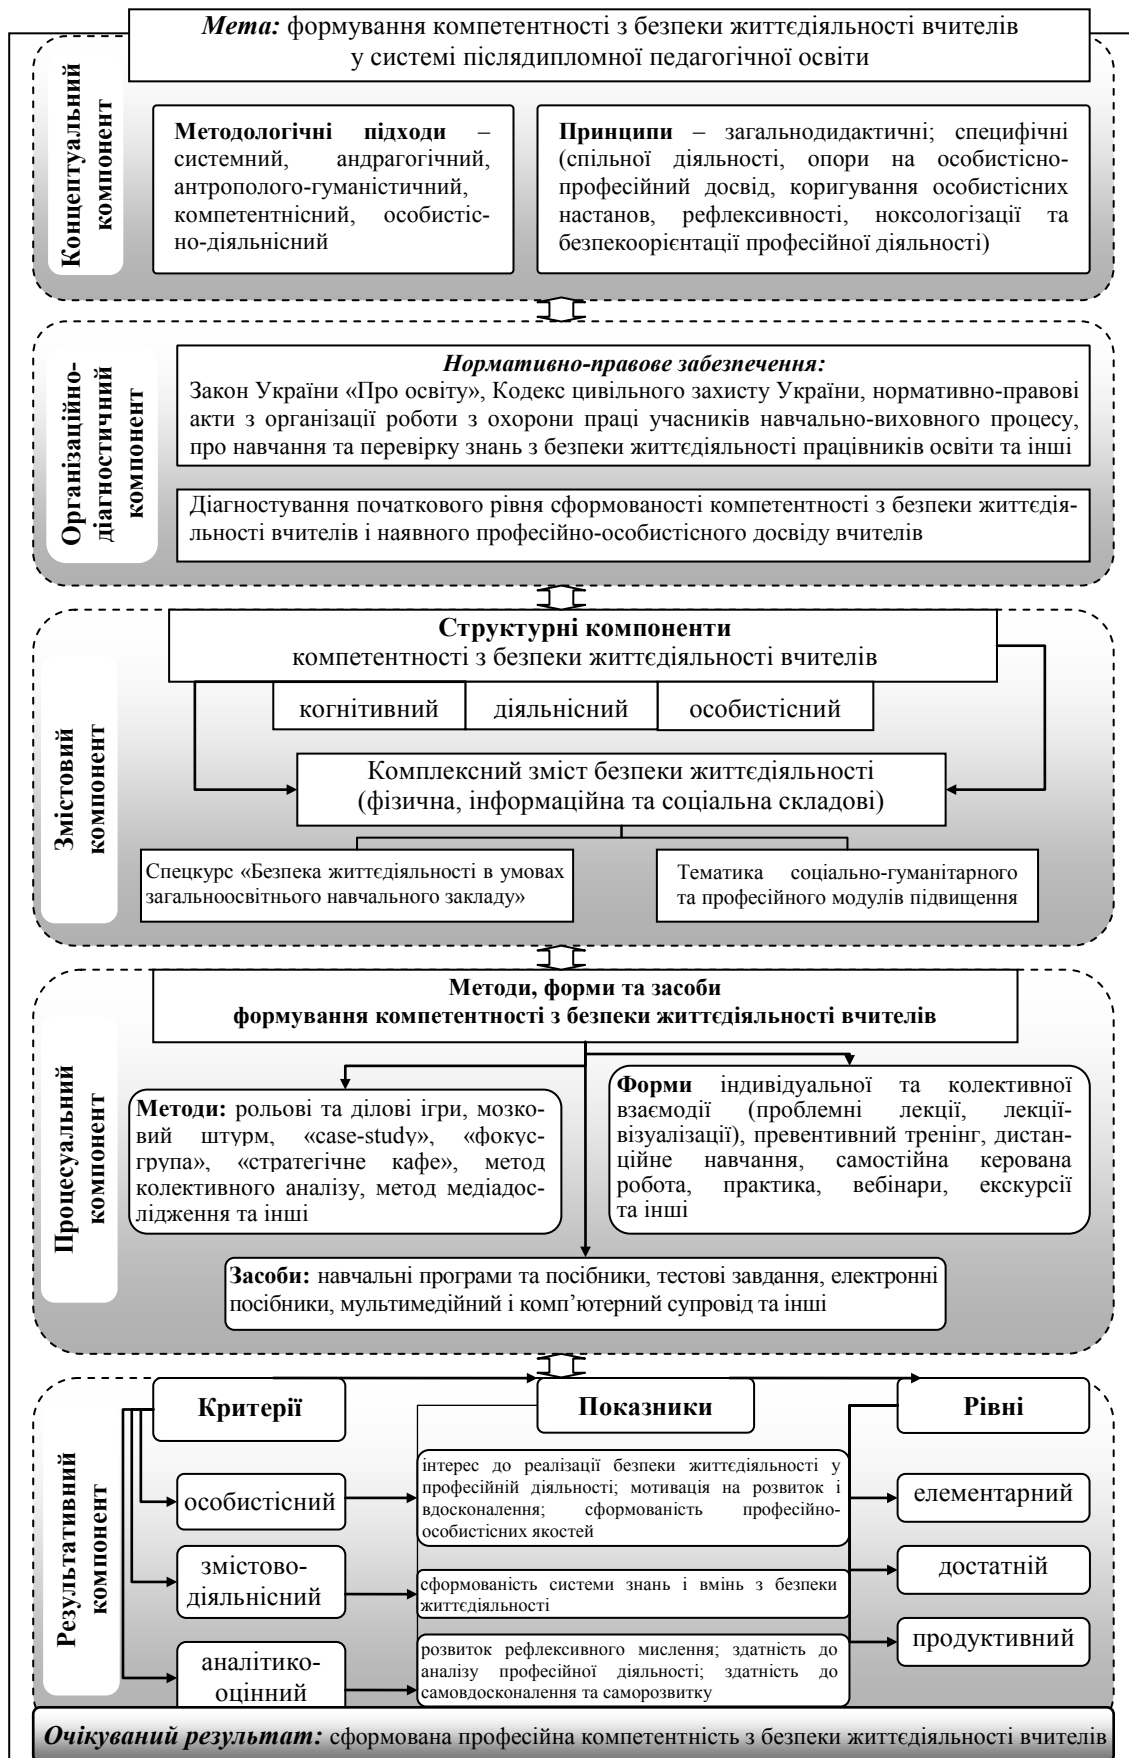 Мета: формування компетентності з безпеки життєдіяльності вчителів
у системі післядипломної педагогічної освіти
Концептуальний
компонент
Методологічні підходи –
системний, андрагогічний,
антрополого-гуманістичний,
компетентнісний, особистіс-
но-діяльнісний
Принципи – загальнодидактичні; специфічні
(спільної діяльності, опори на особистісно-
професійний досвід, коригування особистісних
настанов, рефлексивності, ноксологізації та
безпекоорієнтації професійної діяльності)
Організаційно-
діагностичний
компонент
Нормативно-правове забезпечення:
Закон України «Про освіту», Кодекс цивільного захисту України, нормативно-правові
акти з організації роботи з охорони праці учасників навчально-виховного процесу,
про навчання та перевірку знань з безпеки життєдіяльності працівників освіти та інші
Діагностування початкового рівня сформованості компетентності з безпеки життєдія-
льності вчителів і наявного професійно-особистісного досвіду вчителів
Змістовий
компонент
Структурні компоненти
компетентності з безпеки життєдіяльності вчителів
когнітивний
діяльнісний
особистісний
Комплексний зміст безпеки життєдіяльності
(фізична, інформаційна та соціальна складові)
Спецкурс «Безпека життєдіяльності в умовах
загальноосвітнього навчального закладу»
Тематика соціально-гуманітарного
та професійного модулів підвищення
Процесуальний
компонент
Методи, форми та засоби
формування компетентності з безпеки життєдіяльності вчителів
Методи: рольові та ділові ігри, мозко-
вий штурм, «case-study», «фокус-
група», «стратегічне кафе», метод
колективного аналізу, метод медіадос-
лідження та інші
Форми індивідуальної та колективної
взаємодії (проблемні лекції, лекції-
візуалізації), превентивний тренінг, дистан-
ційне навчання, самостійна керована
робота, практика, вебінари, екскурсії
та інші
Засоби: навчальні програми та посібники, тестові завдання, електронні
посібники, мультимедійний і комп’ютерний супровід та інші
Результативний
компонент
Критерії
Показники
Рівні
особистісний
інтерес до реалізації безпеки життєдіяльності у
професійній діяльності; мотивація на розвиток і
вдосконалення; сформованість професійно-
особистісних якостей
елементарний
змістово-
діяльнісний
сформованість системи знань і вмінь з безпеки
життєдіяльності
достатній
аналітико-
оцінний
розвиток рефлексивного мислення; здатність до
аналізу професійної діяльності; здатність до
самовдосконалення та саморозвитку
продуктивний
Очікуваний результат: сформована професійна компетентність з безпеки життєдіяльності вчителів